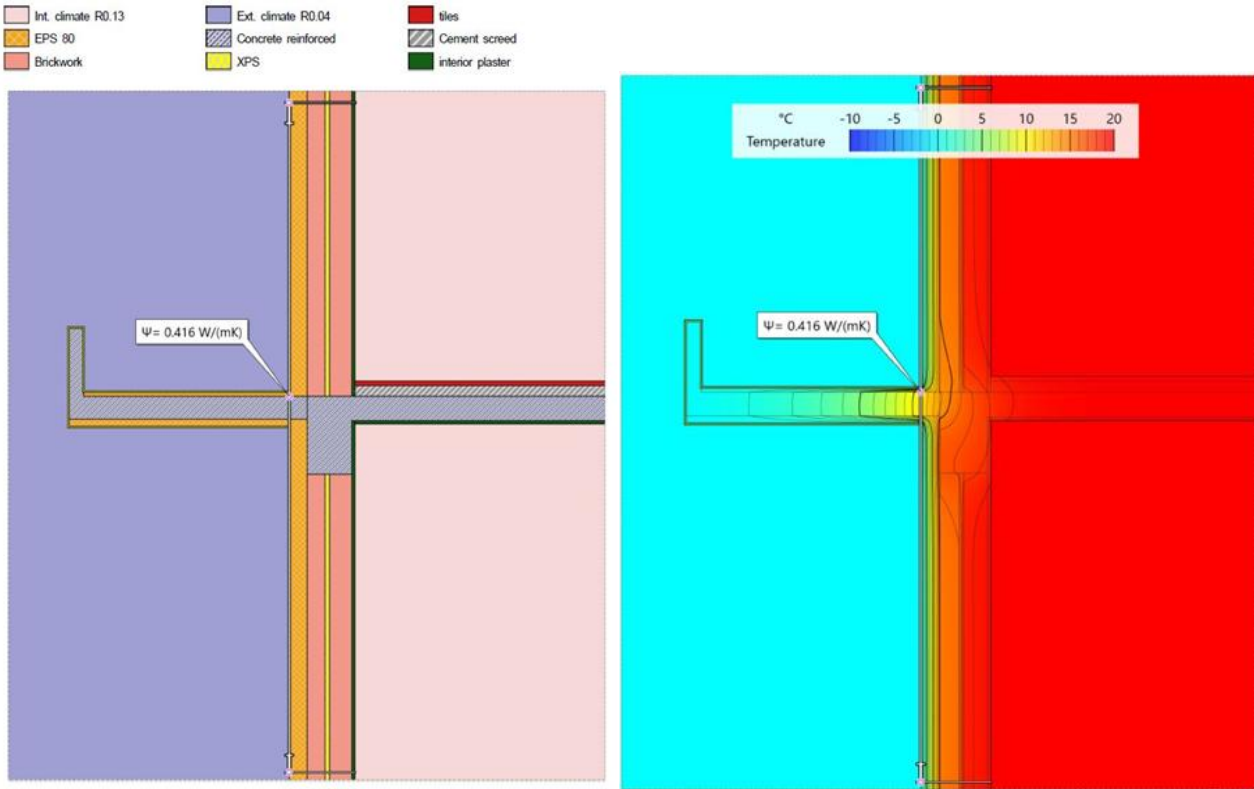 Int. climate R0.13 Ext. climate R0.04 tiles
EPS 80 Concrete reinforced Cement screed
Brickwork XPS interior plaster
Ψ= 0.416 W/(mK)
°C -10 -5 0 5 10 15 20
Temperature
Ψ= 0.416 W/(mK)